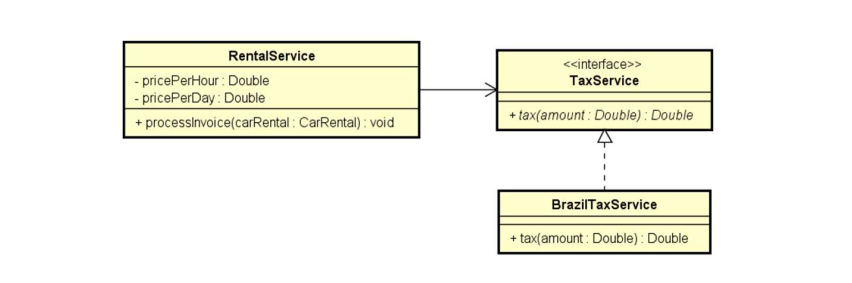 RentalService
- pricePerHour : Double
- pricePerDay : Double
+ processInvoice(carRental : CarRental) : void
<<interface>>
TaxService
+ tax(amount : Double) : Double
BrazilTaxService
+ tax(amount : Double) : Double